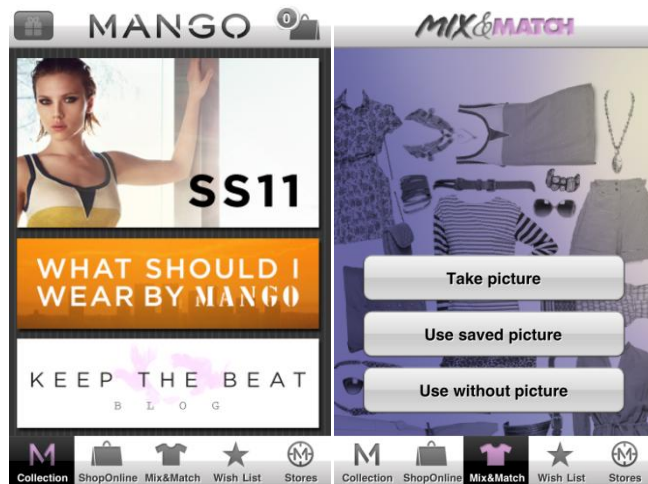 MANGO
0
SS11
WHAT SHOULD I
WEAR BY MANGO
KEEP THE BEAT
BLOG
M
Collection
ShopOnline
Mix&Match
Wish List
M
Stores
MIX&MATCH
Take picture
Use saved picture
Use without picture
M
Collection
ShopOnline
Mix&Match
Wish List
M
Stores